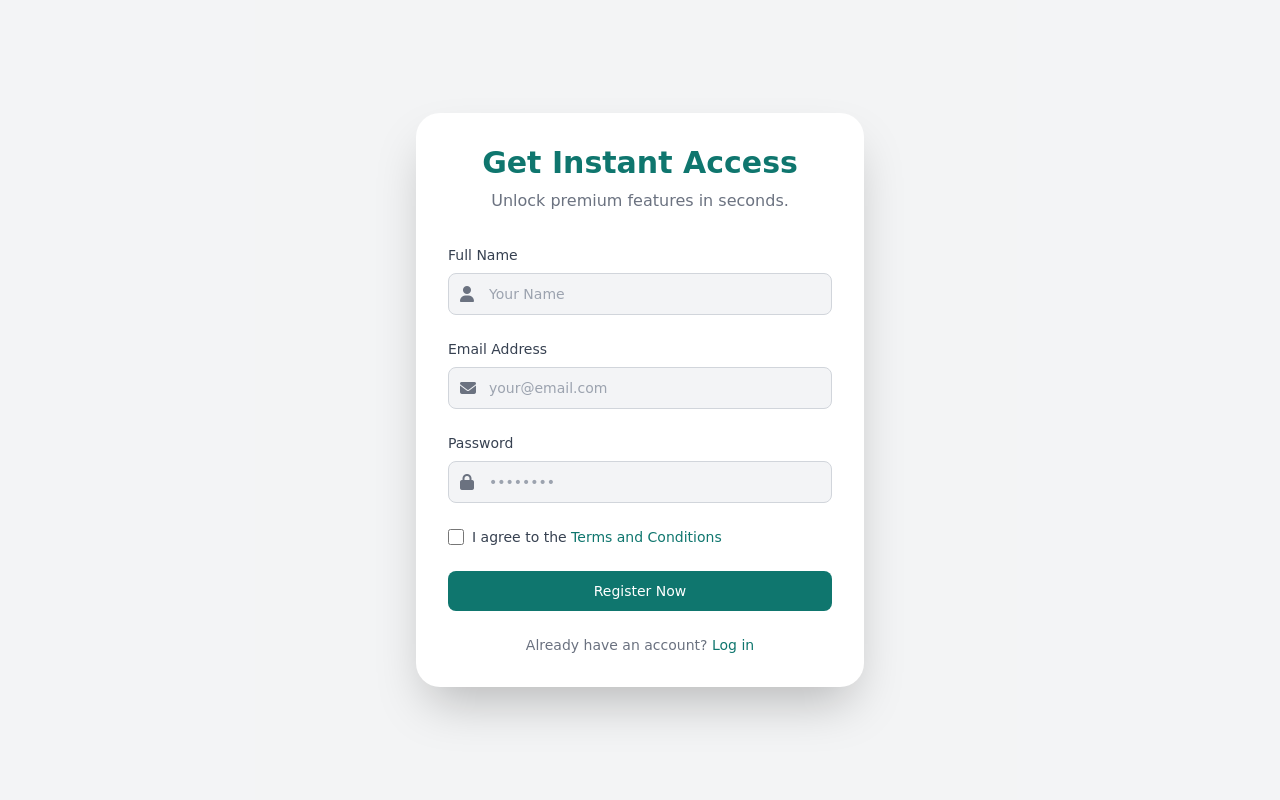 Get Instant Access
Unlock premium features in seconds.
Full Name
Your Name
Email Address
your@email.com
Password
••••••••
I agree to the Terms and Conditions
Register Now
Already have an account? Log in